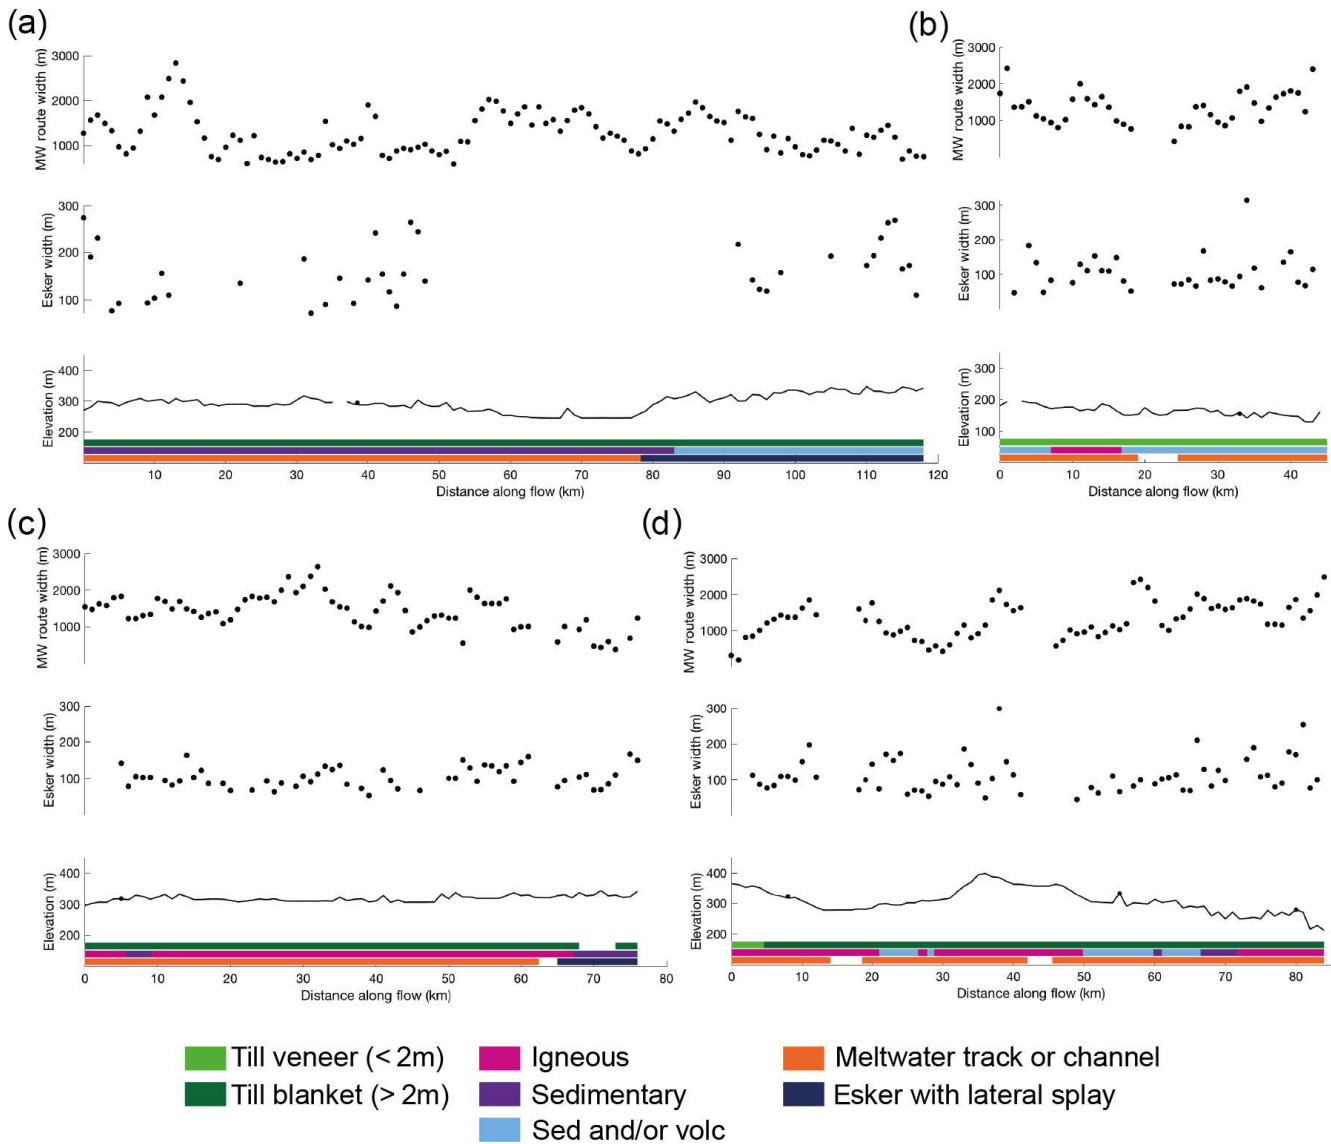 (a)
MW route width (m)
3000
2000
1000
Esker width (m)
300
200
100
Elevation (m)
400
300
200
10 20 30 40 50 60 70 80 90 100 110 120
Distance along flow (km)
(b)
MW route width (m)
3000
2000
1000
Esker width (m)
300
200
100
Elevation (m)
300
200
100
0 10 20 30 40
Distance along flow (km)
(c)
MW route width (m)
3000
2000
1000
Esker width (m)
300
200
100
Elevation (m)
400
300
200
0 10 20 30 40 50 60 70 80
Distance along flow (km)
(d)
MW route width (m)
3000
2000
1000
Esker width (m)
300
200
100
Elevation (m)
400
300
200
0 10 20 30 40 50 60 70 80
Distance along flow (km)
Till veneer (< 2m)
Till blanket (> 2m)
Igneous
Sedimentary
Sed and/or volc
Meltwater track or channel
Esker with lateral splay